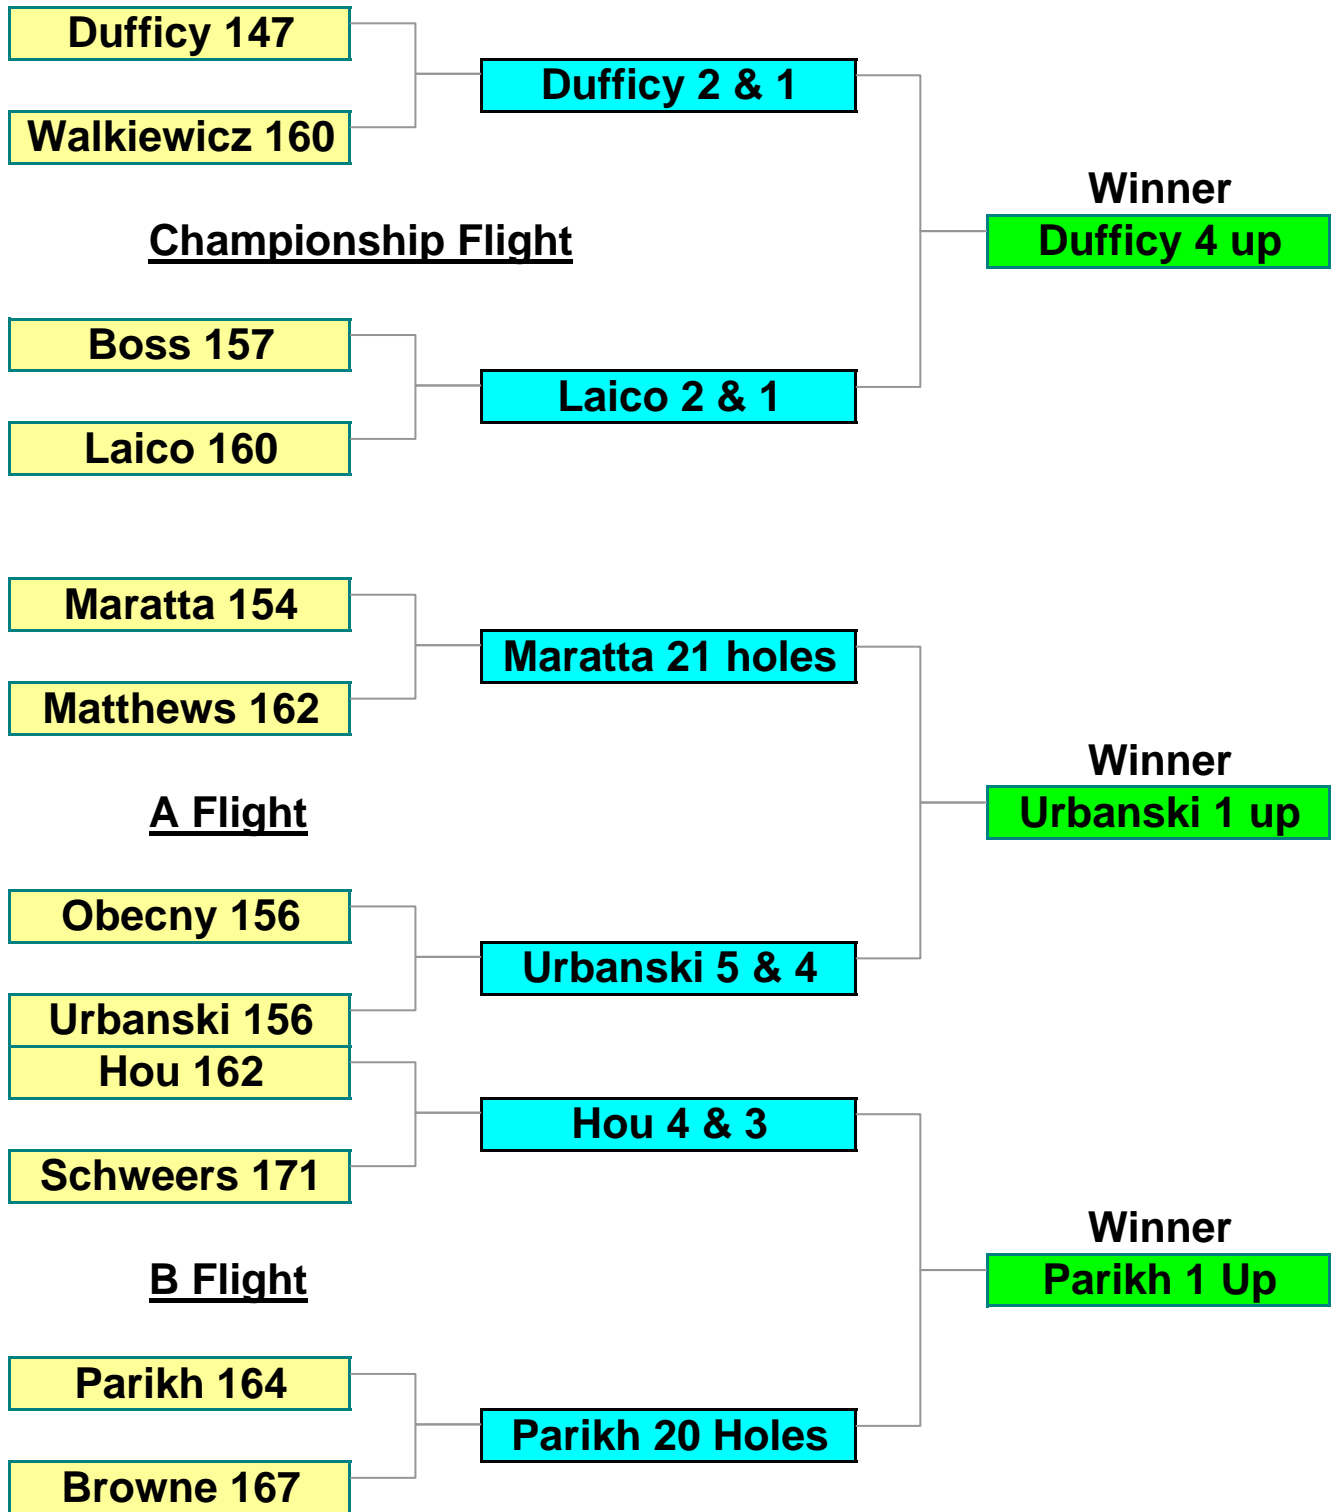 Dufficy 147
Dufficy 2 & 1
Walkiewicz 160
Winner
Championship Flight
Dufficy 4 up
Boss 157
Laico 2 & 1
Laico 160
Maratta 154
Maratta 21 holes
Matthews 162
Winner
A Flight
Urbanski 1 up
Obecny 156
Urbanski 5 & 4
Urbanski 156
Hou 162
Hou 4 & 3
Schweers 171
Winner
B Flight
Parikh 1 Up
Parikh 164
Parikh 20 Holes
Browne 167